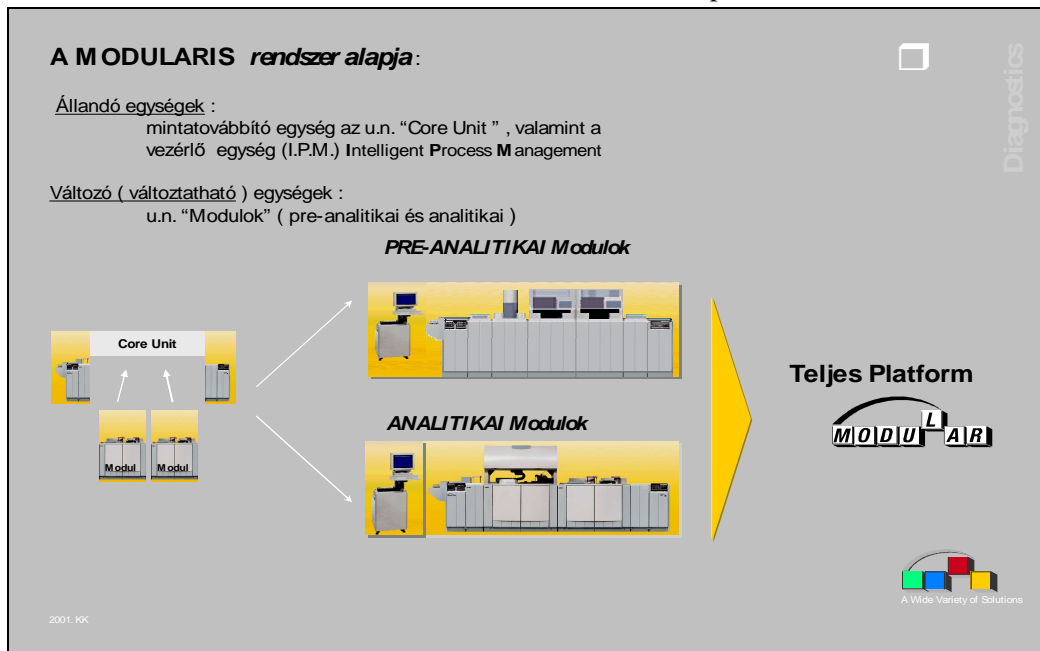 A MODULARIS rendszer alapja:
Diagnostics
Állandó egységek :
mintatovábbító egység az u.n. “Core Unit ” , valamint a
vezérlő egység (I.P.M.) Intelligent Process Management
Változó ( változtatható ) egységek :
u.n. “Modulok” ( pre-analitikai és analitikai )
PRE-ANALITIKAI Modulok
Core Unit
Modul Modul
ANALITIKAI Modulok
Teljes Platform
MODULAR
A Wide Variety of Solutions
2001. KK